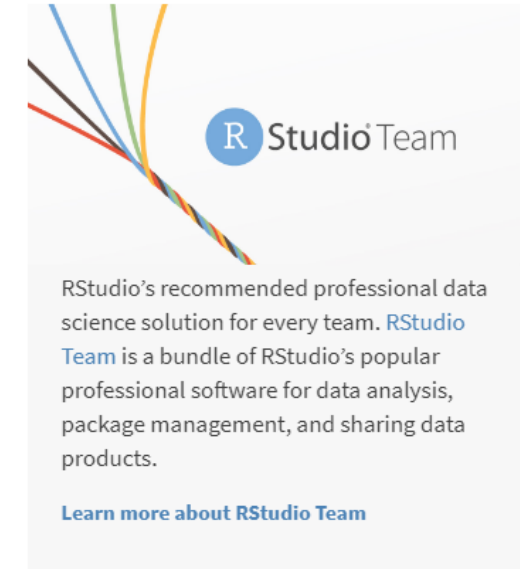 RStudio® Team
RStudio’s recommended professional data
science solution for every team. RStudio
Team is a bundle of RStudio’s popular
professional software for data analysis,
package management, and sharing data
products.
Learn more about RStudio Team